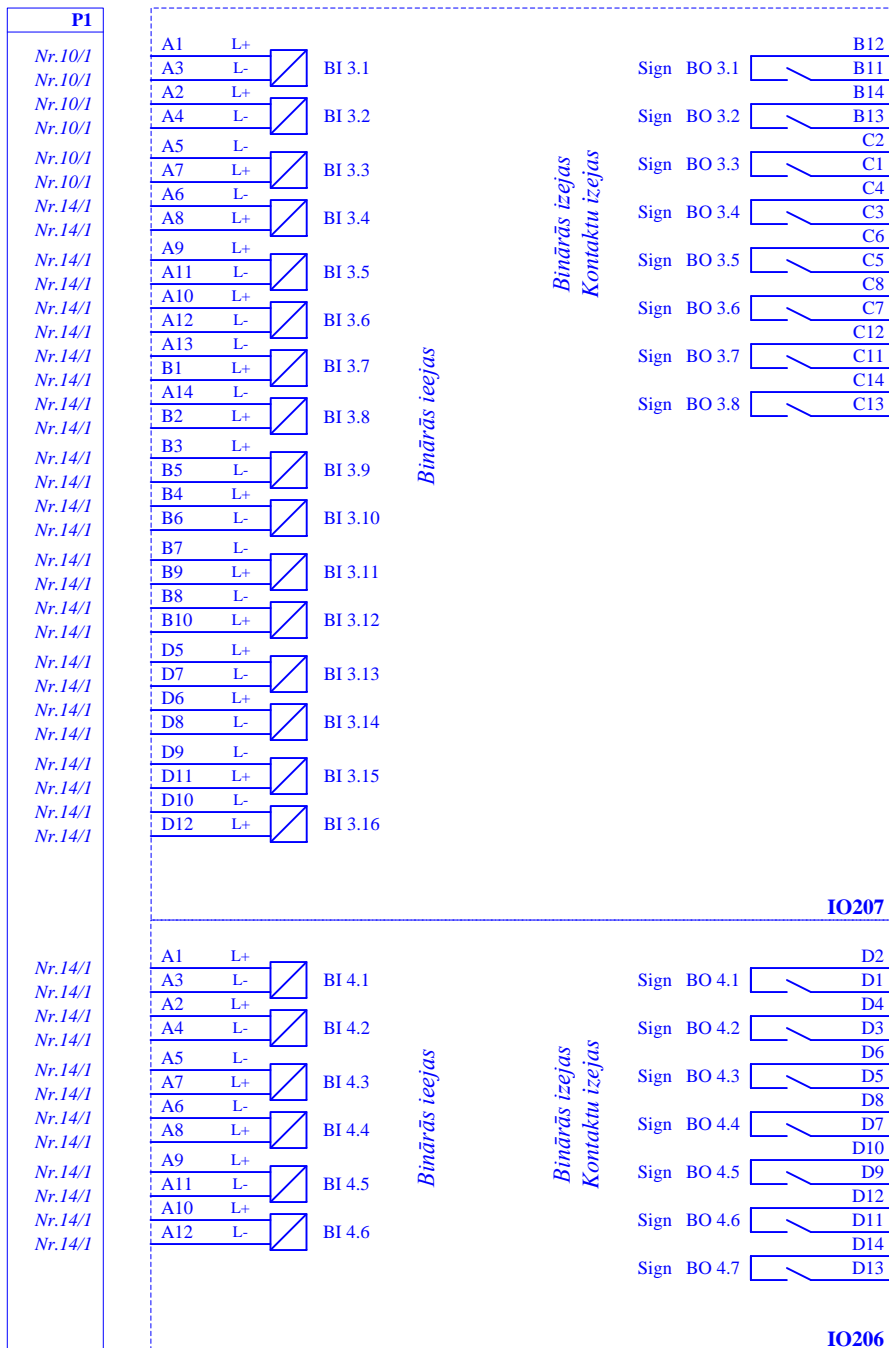 P1
Nr.10/1 A1 L+ B12
Nr.10/1 A3 L- BI 3.1 Sign BO 3.1 B11
Nr.10/1 A2 L+ B14
Nr.10/1 A4 L- BI 3.2 Sign BO 3.2 B13
Nr.10/1 A5 L- C2
Nr.10/1 A7 L+ BI 3.3 Sign BO 3.3 C1
Nr.14/1 A6 L- C4
Nr.14/1 A8 L+ BI 3.4 Sign BO 3.4 C3
Nr.14/1 A9 L+ C6
Nr.14/1 A11 L- BI 3.5 Sign BO 3.5 C5
Nr.14/1 A10 L+ C8
Nr.14/1 A12 L- BI 3.6 Sign BO 3.6 C7
Nr.14/1 A13 L- C12
Nr.14/1 B1 L+ BI 3.7 Sign BO 3.7 C11
Nr.14/1 A14 L- C14
Nr.14/1 B2 L+ BI 3.8 Sign BO 3.8 C13
Nr.14/1 B3 L+
Nr.14/1 B5 L- BI 3.9
Nr.14/1 B4 L+
Nr.14/1 B6 L- BI 3.10
Nr.14/1 B7 L-
Nr.14/1 B9 L+ BI 3.11
Nr.14/1 B8 L-
Nr.14/1 B10 L+ BI 3.12
Nr.14/1 D5 L+
Nr.14/1 D7 L- BI 3.13
Nr.14/1 D6 L+
Nr.14/1 D8 L- BI 3.14
Nr.14/1 D9 L-
Nr.14/1 D11 L+ BI 3.15
Nr.14/1 D10 L-
Nr.14/1 D12 L+ BI 3.16
Binārās ieejas
Binārās izejas
Kontaktu izejas
IO207
Nr.14/1 A1 L+ D2
Nr.14/1 A3 L- BI 4.1 Sign BO 4.1 D1
Nr.14/1 A2 L+ D4
Nr.14/1 A4 L- BI 4.2 Sign BO 4.2 D3
Nr.14/1 A5 L- D6
Nr.14/1 A7 L+ BI 4.3 Sign BO 4.3 D5
Nr.14/1 A6 L- D8
Nr.14/1 A8 L+ BI 4.4 Sign BO 4.4 D7
Nr.14/1 A9 L+ D10
Nr.14/1 A11 L- BI 4.5 Sign BO 4.5 D9
Nr.14/1 A10 L+ D12
Nr.14/1 A12 L- BI 4.6 Sign BO 4.6 D11
D14
Sign BO 4.7 D13
Binārās ieejas
Binārās izejas
Kontaktu izejas
IO206